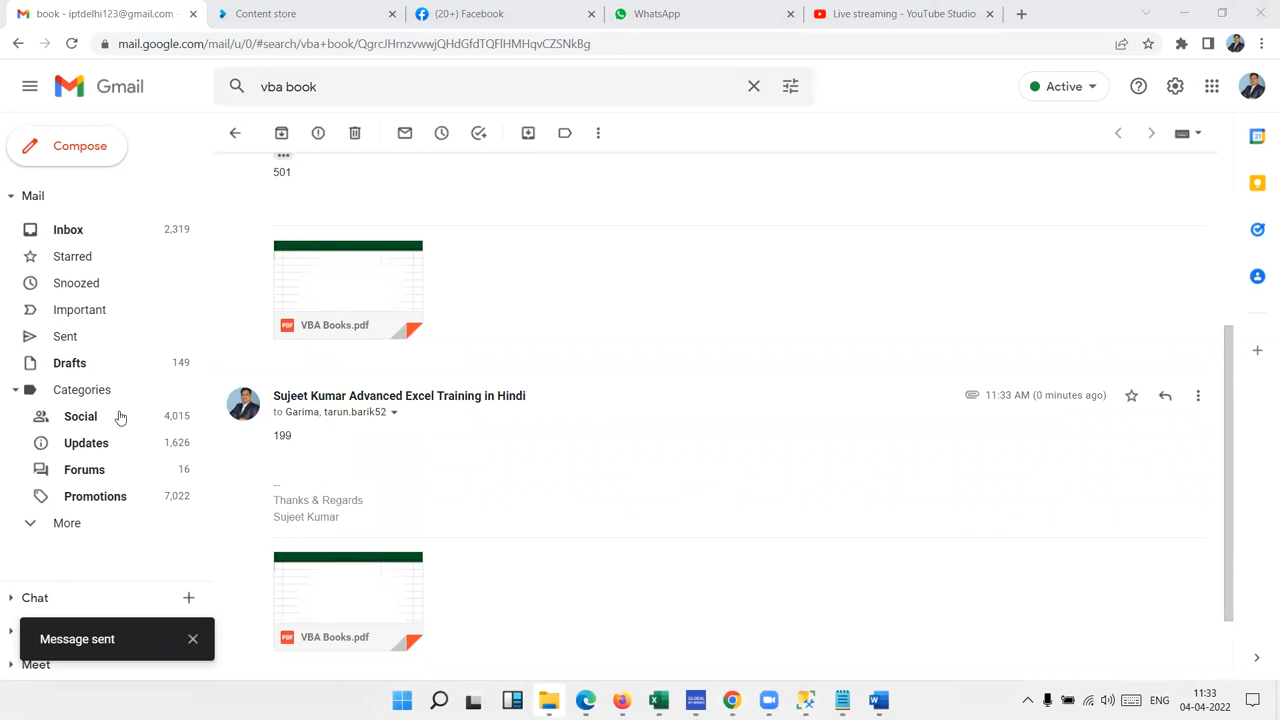 book - iptdelhi123@gmail.com -
Content store
(20+) Facebook
WhatsApp
Live streaming - YouTube Studio
mail.google.com/mail/u/0/#search/vba+book/QgrcJHrnzvwwjQHdGfdTQFlHMHqvCZSNkBg
Gmail
vba book
Active
Compose
Mail
Inbox 2,319
Starred
Snoozed
Important
Sent
Drafts 149
Categories
Social 4,015
Updates 1,626
Forums 16
Promotions 7,022
More
Chat
Meet
Message sent
501
PDF VBA Books.pdf
Sujeet Kumar Advanced Excel Training in Hindi
11:33 AM (0 minutes ago)
to Garima, tarun.barik52
199
--
Thanks & Regards
Sujeet Kumar
PDF VBA Books.pdf
31
ENG
11:33
04-04-2022